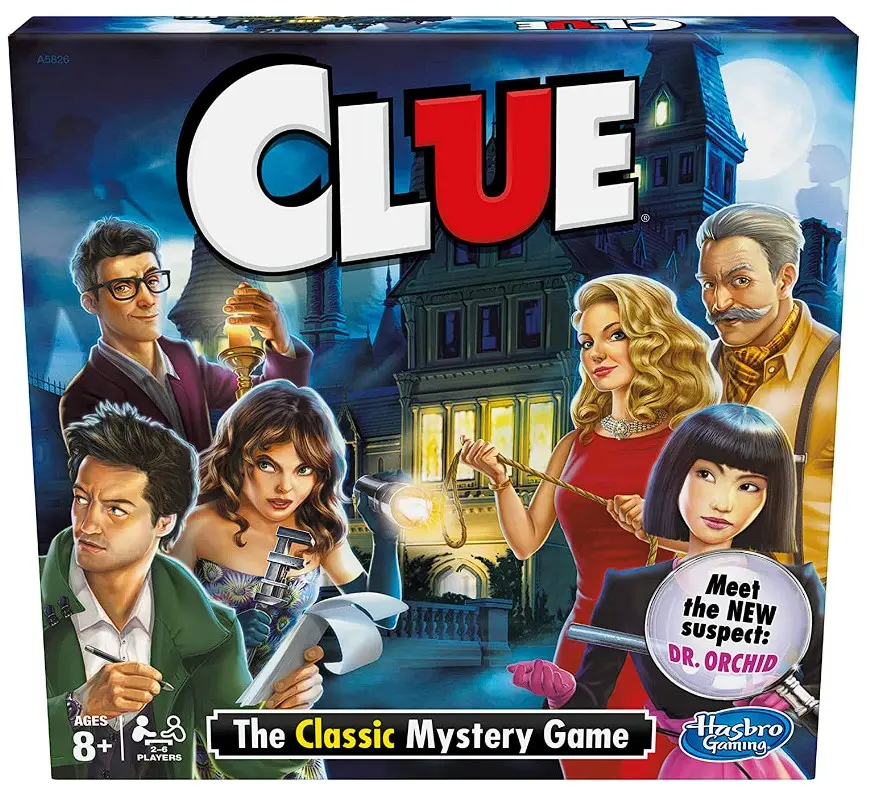 CLUE
A5826
CLUE®
Meet
the NEW
suspect:
DR. ORCHID
AGES
8+
2-6
PLAYERS
The Classic Mystery Game
Hasbro
Gaming